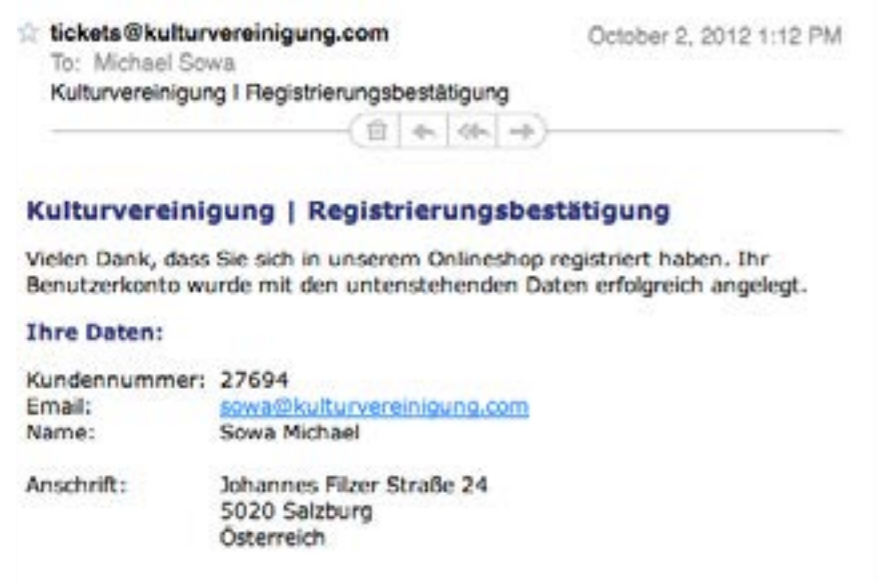 tickets@kulturvereinigung.com October 2, 2012 1:12 PM
To: Michael Sowa
Kulturvereinigung | Registrierungsbestätigung
Kulturvereinigung | Registrierungsbestätigung
Vielen Dank, dass Sie sich in unserem Onlineshop registriert haben. Ihr
Benutzerkonto wurde mit den untenstehenden Daten erfolgreich angelegt.
Ihre Daten:
Kundennummer: 27694
Email: sowa@kulturvereinigung.com
Name: Sowa Michael
Anschrift: Johannes Filzer Straße 24
5020 Salzburg
Österreich